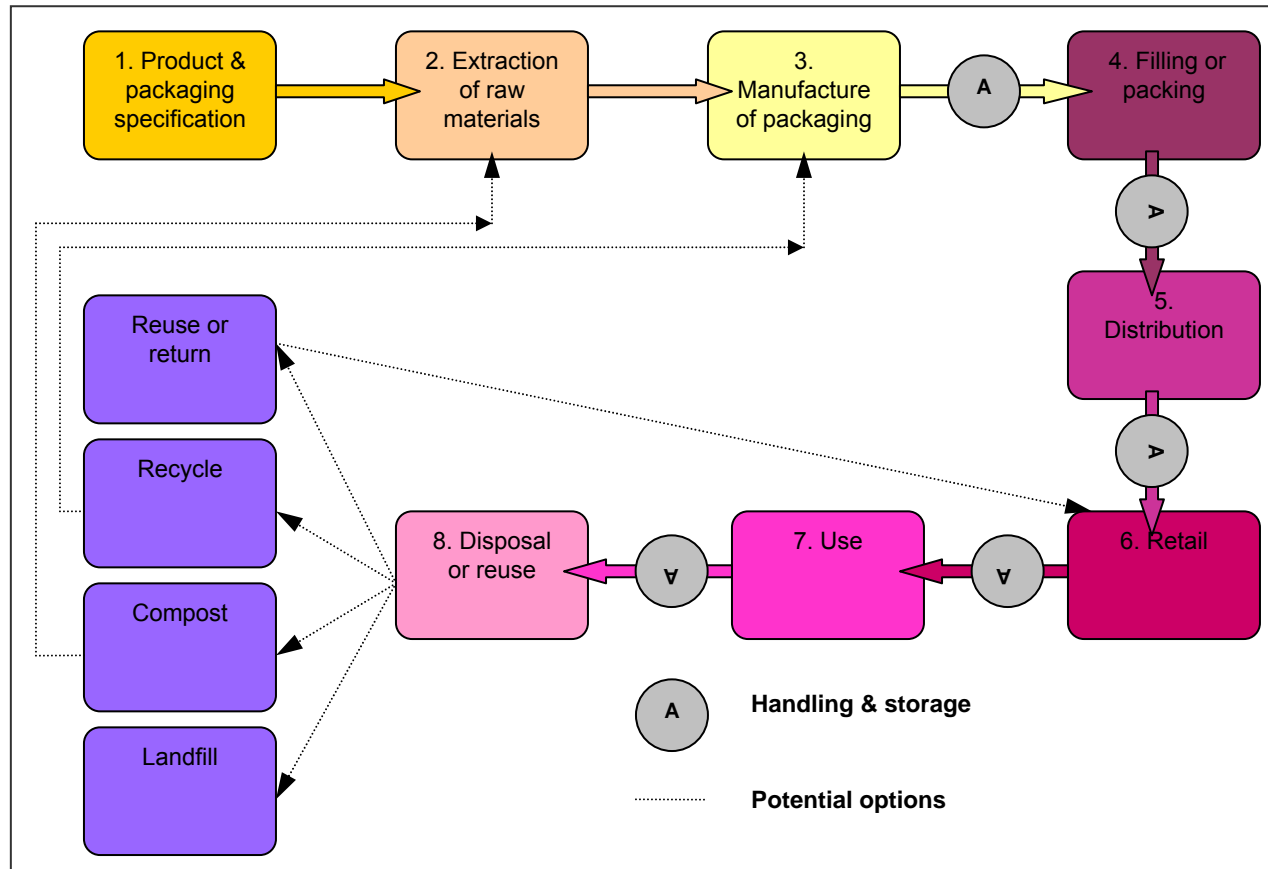 1. Product &
packaging
specification
2. Extraction
of raw
materials
3.
Manufacture
of packaging
A
4. Filling or
packing
A
5.
Distribution
A
6. Retail
A
7. Use
A
8. Disposal
or reuse
Reuse or
return
Recycle
Compost
Landfill
A
Handling & storage
Potential options